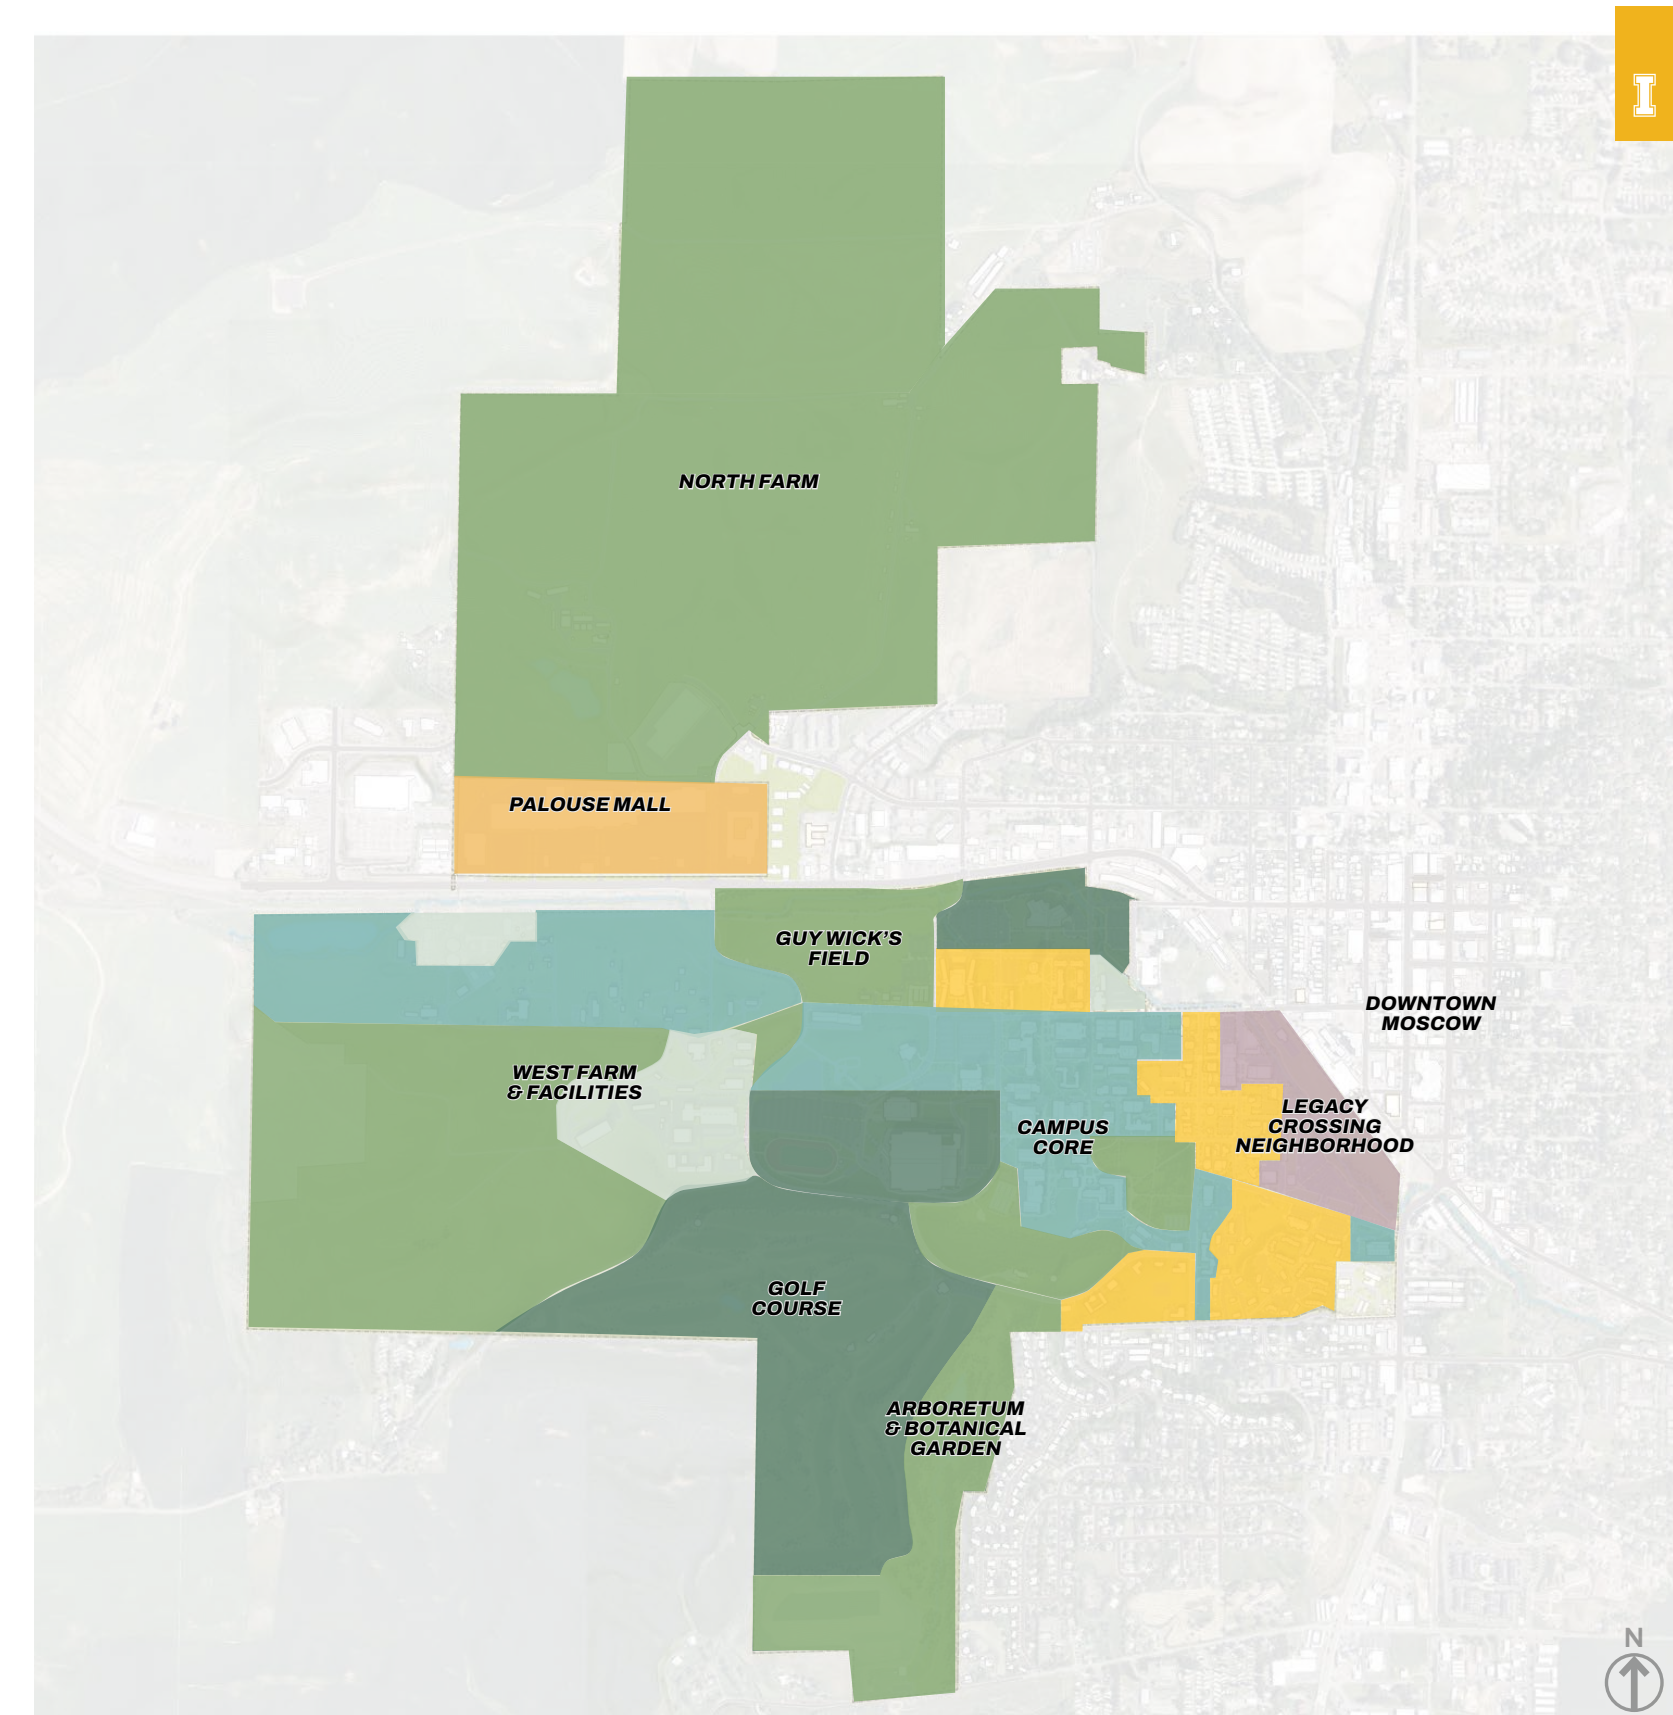 I
NORTH FARM
PALOUSE MALL
GUY WICK'S
FIELD
DOWNTOWN
MOSCOW
WEST FARM
& FACILITIES
LEGACY
CROSSING
NEIGHBORHOOD
CAMPUS
CORE
GOLF
COURSE
ARBORETUM
& BOTANICAL
GARDEN
N